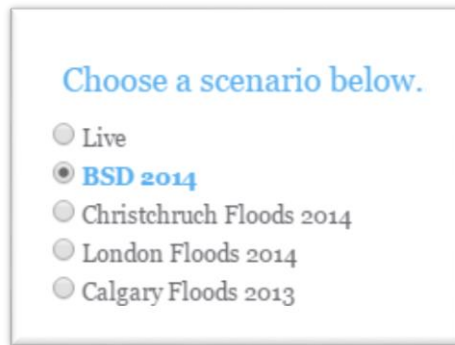 Choose a scenario below.
Live
BSD 2014
Christchruch Floods 2014
London Floods 2014
Calgary Floods 2013